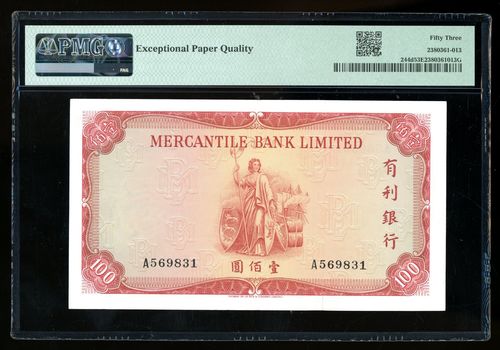 PMG
Exceptional Paper Quality
Fifty Three
2380361-013
244d53E2380361013G
MERCANTILE BANK LIMITED
有利銀行
A569831
圓佰壹
A569831
100
100